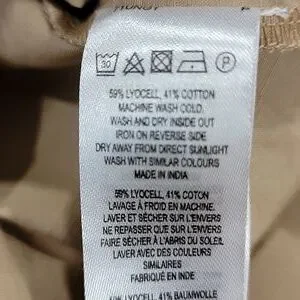 30 P
59% LYOCELL, 41% COTTON
MACHINE WASH COLD.
WASH AND DRY INSIDE OUT
IRON ON REVERSE SIDE
DRY AWAY FROM DIRECT SUNLIGHT
WASH WITH SIMILAR COLOURS
MADE IN INDIA
59% LYOCELL, 41% COTON
LAVAGE À FROID EN MACHINE.
LAVER ET SÉCHER SUR L'ENVERS
NE REPASSER QUE SUR L'ENVERS
FAIRE SÉCHER À L'ABRIS DU SOLEIL
LAVER AVEC DES COULEURS
SIMILAIRES
FABRIQUÉ EN INDE
41% BAUMWOLLE